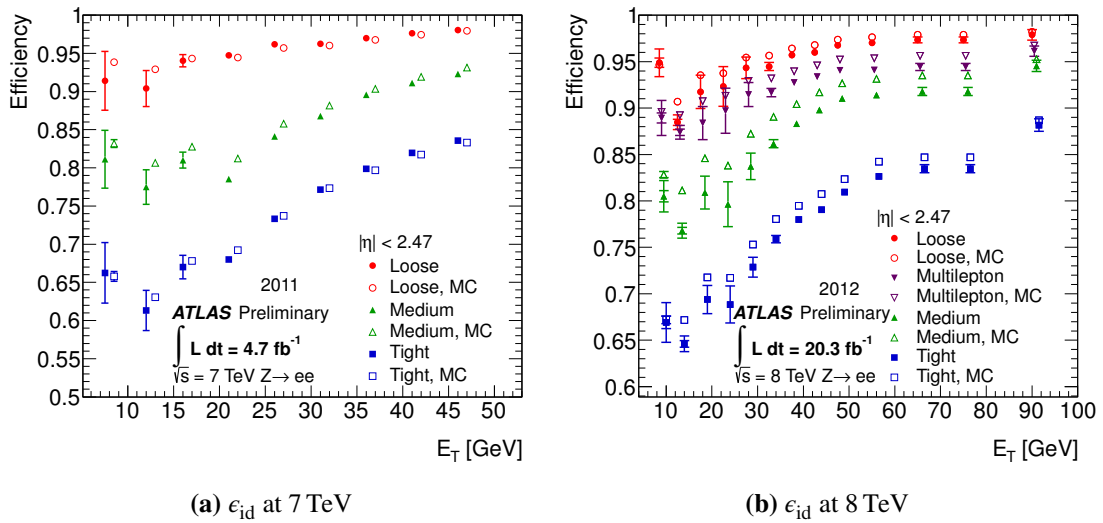 Efficiency
1
0.95
0.9
0.85
0.8
0.75
0.7
0.65
0.6
0.55
0.5
10 15 20 25 30 35 40 45 50
E_T [GeV]
|η| < 2.47
Loose
Loose, MC
Medium
Medium, MC
Tight
Tight, MC
2011
ATLAS Preliminary
∫ L dt = 4.7 fb⁻¹
√s = 7 TeV Z→ ee
(a) ϵ_id at 7 TeV
Efficiency
1
0.95
0.9
0.85
0.8
0.75
0.7
0.65
0.6
10 20 30 40 50 60 70 80 90 100
E_T [GeV]
|η| < 2.47
Loose
Loose, MC
Multilepton
Multilepton, MC
Medium
Medium, MC
Tight
Tight, MC
2012
ATLAS Preliminary
∫ L dt = 20.3 fb⁻¹
√s = 8 TeV Z→ ee
(b) ϵ_id at 8 TeV